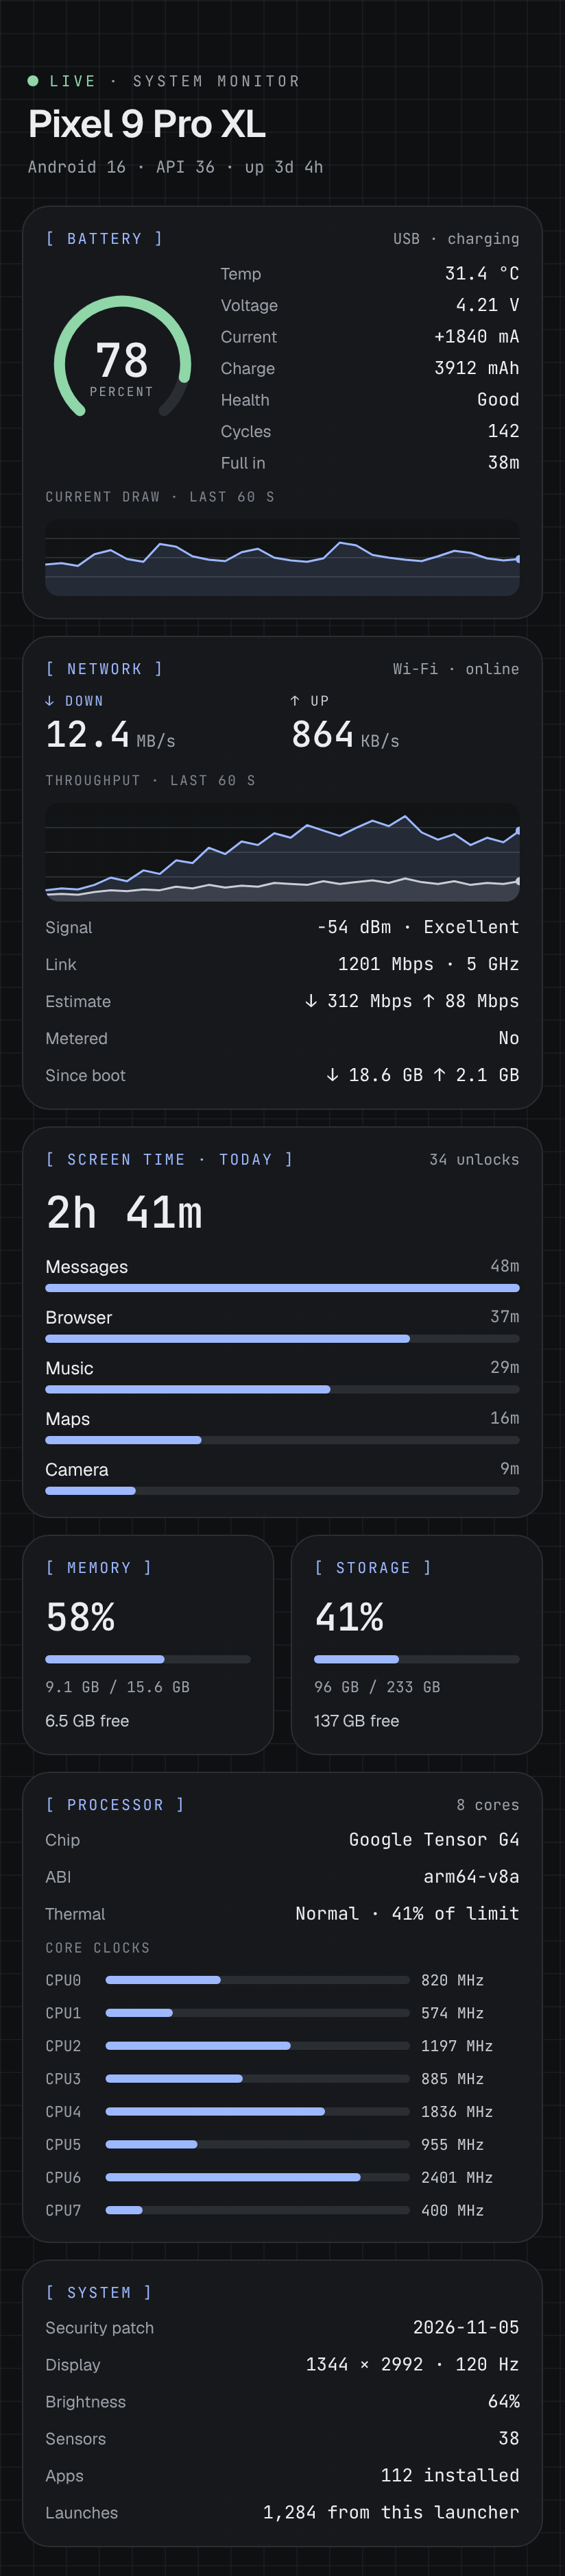 LIVE · SYSTEM MONITOR
Pixel 9 Pro XL
Android 16 · API 36 · up 3d 4h
[ BATTERY ] USB · charging
78
PERCENT
Temp 31.4 °C
Voltage 4.21 V
Current +1840 mA
Charge 3912 mAh
Health Good
Cycles 142
Full in 38m
CURRENT DRAW · LAST 60 S
[ NETWORK ] Wi-Fi · online
↓ DOWN ↑ UP
12.4 MB/s 864 KB/s
THROUGHPUT · LAST 60 S
Signal -54 dBm · Excellent
Link 1201 Mbps · 5 GHz
Estimate ↓ 312 Mbps ↑ 88 Mbps
Metered No
Since boot ↓ 18.6 GB ↑ 2.1 GB
[ SCREEN TIME · TODAY ] 34 unlocks
2h 41m
Messages 48m
Browser 37m
Music 29m
Maps 16m
Camera 9m
[ MEMORY ]
58%
9.1 GB / 15.6 GB
6.5 GB free
[ STORAGE ]
41%
96 GB / 233 GB
137 GB free
[ PROCESSOR ] 8 cores
Chip Google Tensor G4
ABI arm64-v8a
Thermal Normal · 41% of limit
CORE CLOCKS
CPU0 820 MHz
CPU1 574 MHz
CPU2 1197 MHz
CPU3 885 MHz
CPU4 1836 MHz
CPU5 955 MHz
CPU6 2401 MHz
CPU7 400 MHz
[ SYSTEM ]
Security patch 2026-11-05
Display 1344 × 2992 · 120 Hz
Brightness 64%
Sensors 38
Apps 112 installed
Launches 1,284 from this launcher